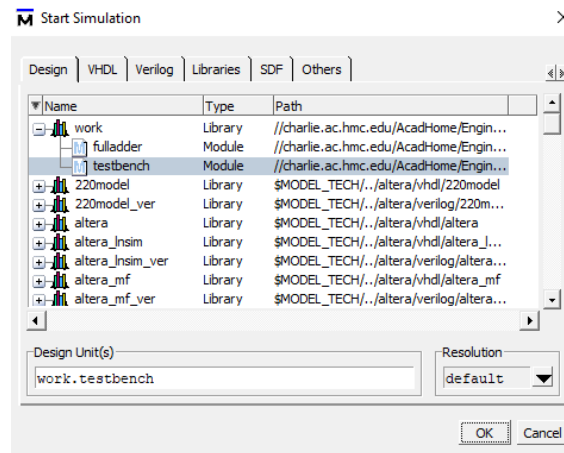 Start Simulation
Design VHDL Verilog Libraries SDF Others
Name Type Path
work Library //charlie.ac.hmc.edu/AcadHome/Engin...
fulladder Module //charlie.ac.hmc.edu/AcadHome/Engin...
testbench Module //charlie.ac.hmc.edu/AcadHome/Engin...
220model Library $MODEL_TECH/../altera/vhdl/220model
220model_ver Library $MODEL_TECH/../altera/verilog/220m...
altera Library $MODEL_TECH/../altera/vhdl/altera
altera_lnsim Library $MODEL_TECH/../altera/vhdl/altera_l...
altera_lnsim_ver Library $MODEL_TECH/../altera/verilog/altera...
altera_mf Library $MODEL_TECH/../altera/vhdl/altera_mf
altera_mf_ver Library $MODEL_TECH/../altera/verilog/altera...
Design Unit(s) Resolution
work.testbench default
OK Cancel